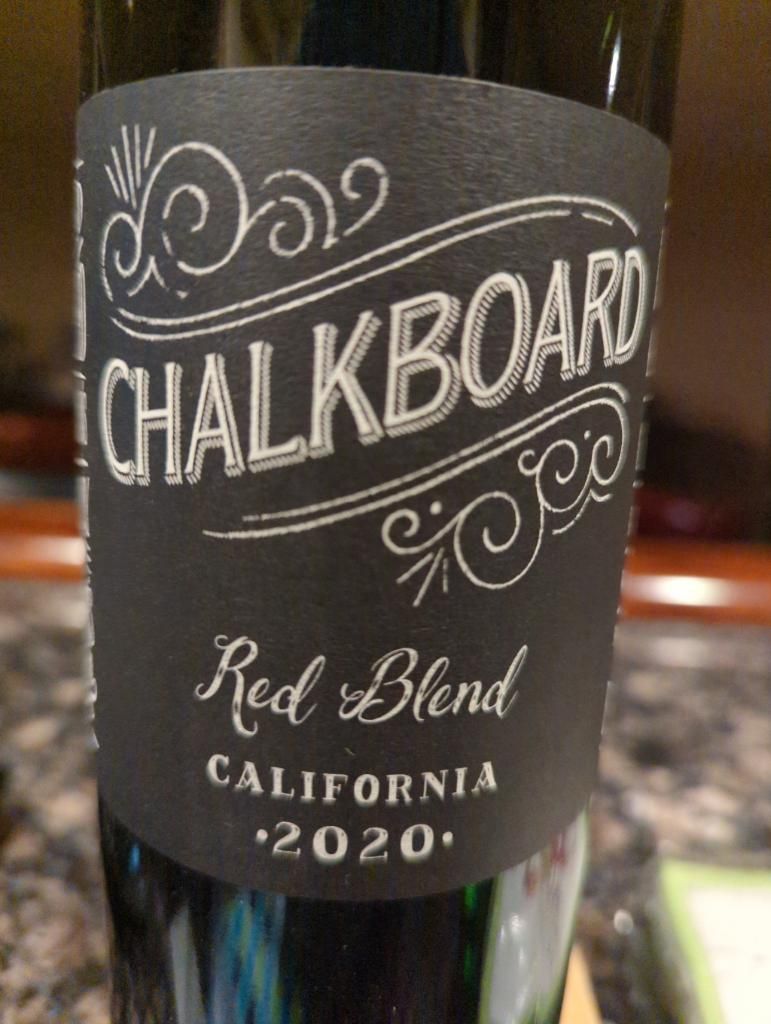 CHALKBOARD
Red Blend
CALIFORNIA
•2020•